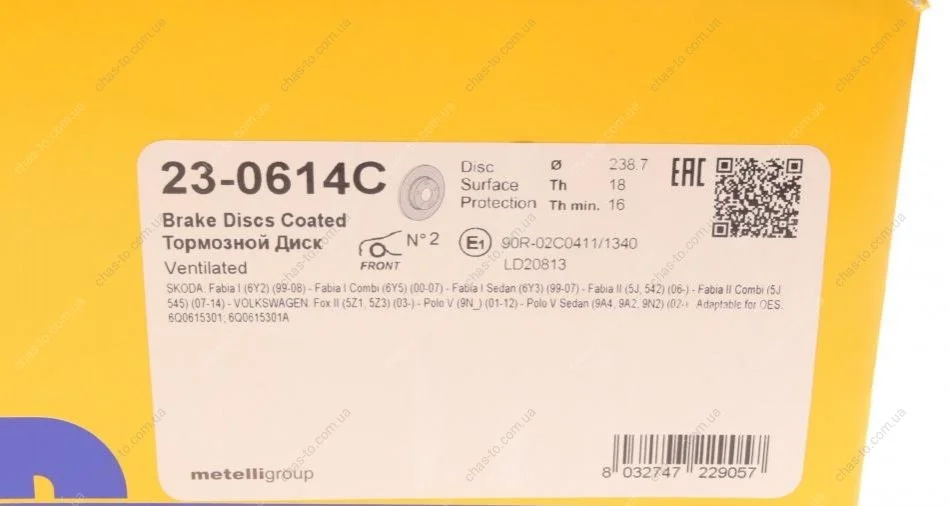 23-0614C
Brake Discs Coated
Тормозной Диск
Ventilated
FRONT
N° 2
Disc Ø 238.7
Surface Th 18
Protection Th min. 16
EAC
E1 90R-02C0411/1340
LD20813
SKODA: Fabia I (6Y2) (99-08) - Fabia I Combi (6Y5) (00-07) - Fabia I Sedan (6Y3) (99-07) - Fabia II (5J, 542) (06-) - Fabia II Combi (5J,
545) (07-14) - VOLKSWAGEN: Fox II (5Z1, 5Z3) (03-) - Polo V (9N_) (01-12) - Polo V Sedan (9A4, 9A2, 9N2) (02-). Adaptable for OES:
6Q0615301; 6Q0615301A
metelligroup
8 032747 229057
chas-to.com.ua